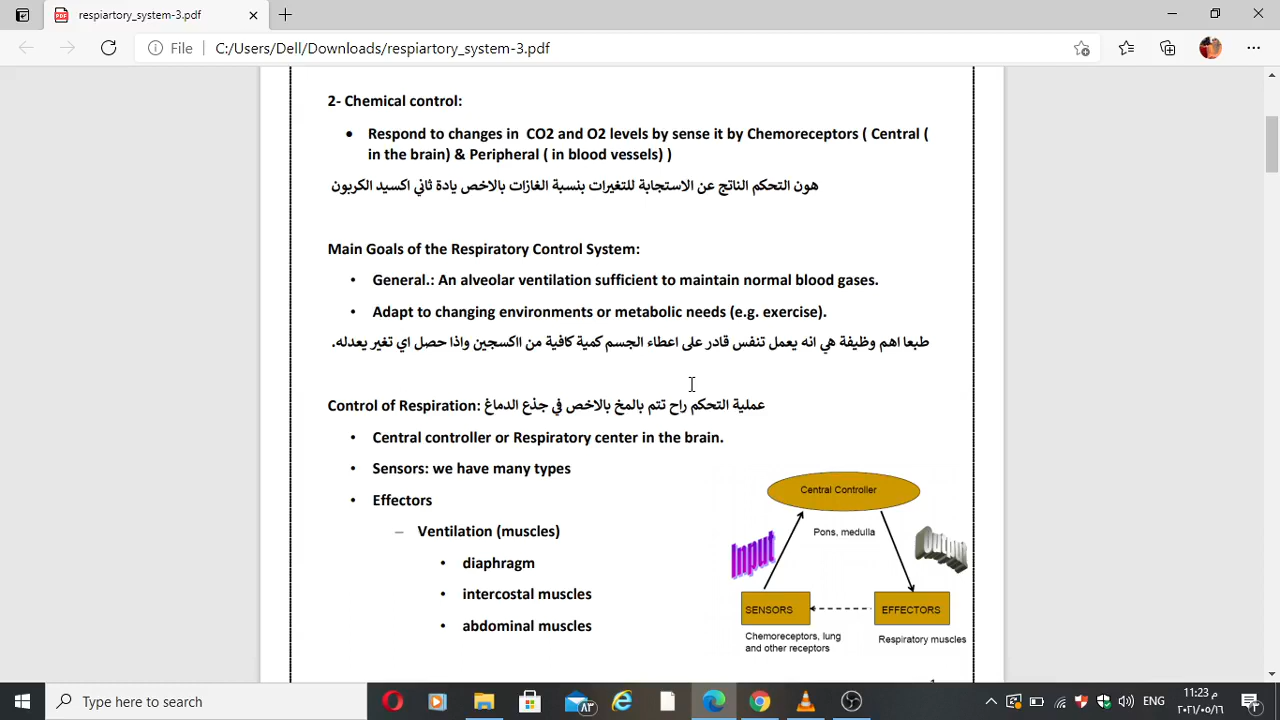 respiartory_system-3.pdf
File
C:/Users/Dell/Downloads/respiartory_system-3.pdf
2- Chemical control:
• Respond to changes in CO2 and O2 levels by sense it by Chemoreceptors ( Central (
in the brain) & Peripheral ( in blood vessels) )
هون التحكم الناتج عن الاستجابة للتغيرات بنسبة الغازات بالاخص يادة ثاني اكسيد الكربون
Main Goals of the Respiratory Control System:
• General.: An alveolar ventilation sufficient to maintain normal blood gases.
• Adapt to changing environments or metabolic needs (e.g. exercise).
طبعا اهم وظيفة هي انه يعمل تنفس قادر على اعطاء الجسم كمية كافية من ااكسجين واذا حصل اي تغير يعدله.
Control of Respiration: عملية التحكم راح تتم بالمخ بالاخص في جذع الدماغ
• Central controller or Respiratory center in the brain.
• Sensors: we have many types
• Effectors
– Ventilation (muscles)
• diaphragm
• intercostal muscles
• abdominal muscles
Central Controller
Pons, medulla
Input
Output
SENSORS
EFFECTORS
Chemoreceptors, lung
and other receptors
Respiratory muscles
Type here to search
ENG
11:23 م